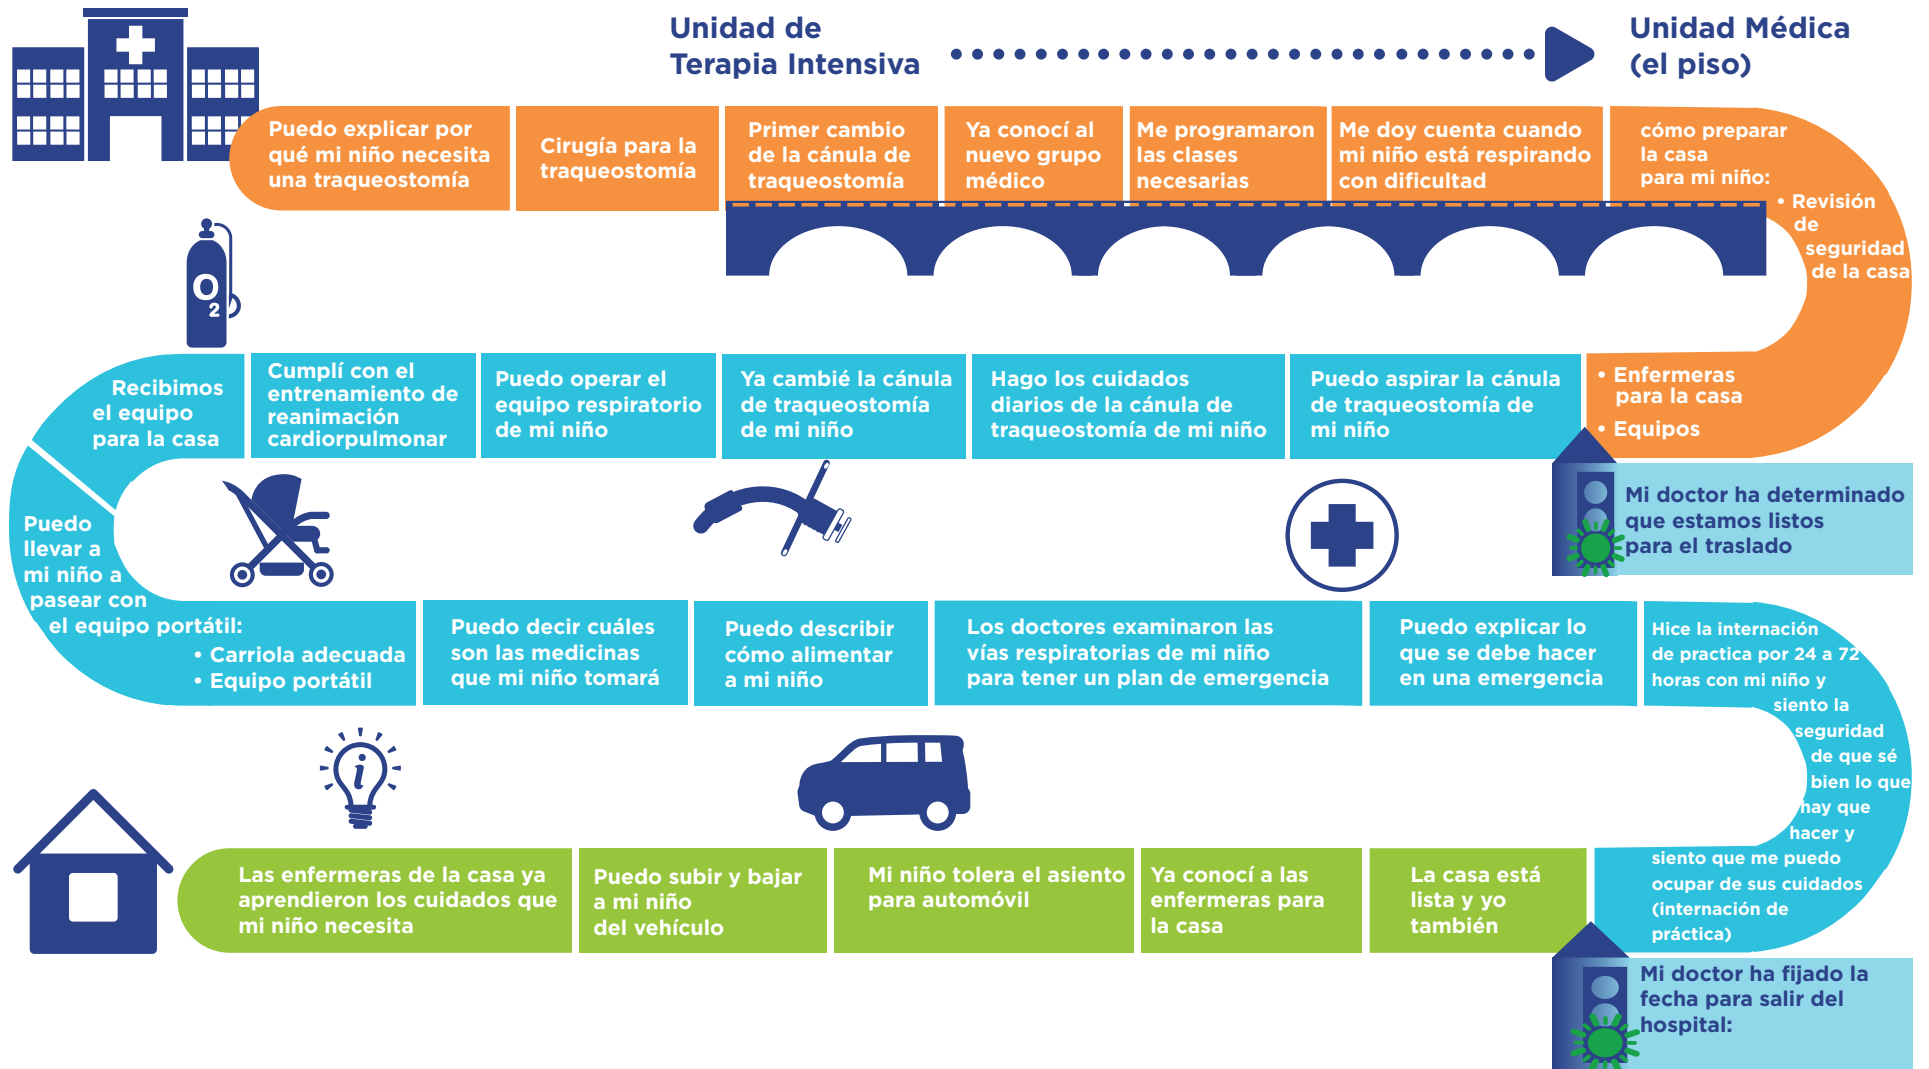 Unidad de
Terapia Intensiva
Unidad Médica
(el piso)
Puedo explicar por
qué mi niño necesita
una traqueostomía
Cirugía para la
traqueostomía
Primer cambio
de la cánula de
traqueostomía
Ya conocí al
nuevo grupo
médico
Me programaron
las clases
necesarias
Me doy cuenta cuando
mi niño está respirando
con dificultad
cómo preparar
la casa
para mi niño:
• Revisión
de
seguridad
de la casa
• Enfermeras
para la casa
• Equipos
Mi doctor ha determinado
que estamos listos
para el traslado
Puedo aspirar la cánula
de traqueostomía de
mi niño
Hago los cuidados
diarios de la cánula de
traqueostomía de mi niño
Ya cambié la cánula
de traqueostomía
de mi niño
Puedo operar el
equipo respiratorio
de mi niño
Cumplí con el
entrenamiento de
reanimación
cardiorpulmonar
Recibimos
el equipo
para la casa
O2
Puedo
llevar a
mi niño a
pasear con
el equipo portátil:
• Carriola adecuada
• Equipo portátil
Puedo decir cuáles
son las medicinas
que mi niño tomará
Puedo describir
cómo alimentar
a mi niño
Los doctores examinaron las
vías respiratorias de mi niño
para tener un plan de emergencia
Puedo explicar lo
que se debe hacer
en una emergencia
Hice la internación
de practica por 24 a 72
horas con mi niño y
siento la
seguridad
de que sé
bien lo que
hay que
hacer y
siento que me puedo
ocupar de sus cuidados
(internación de
práctica)
Mi doctor ha fijado la
fecha para salir del
hospital:
La casa está
lista y yo
también
Ya conocí a las
enfermeras para
la casa
Mi niño tolera el asiento
para automóvil
Puedo subir y bajar
a mi niño
del vehículo
Las enfermeras de la casa ya
aprendieron los cuidados que
mi niño necesita
i